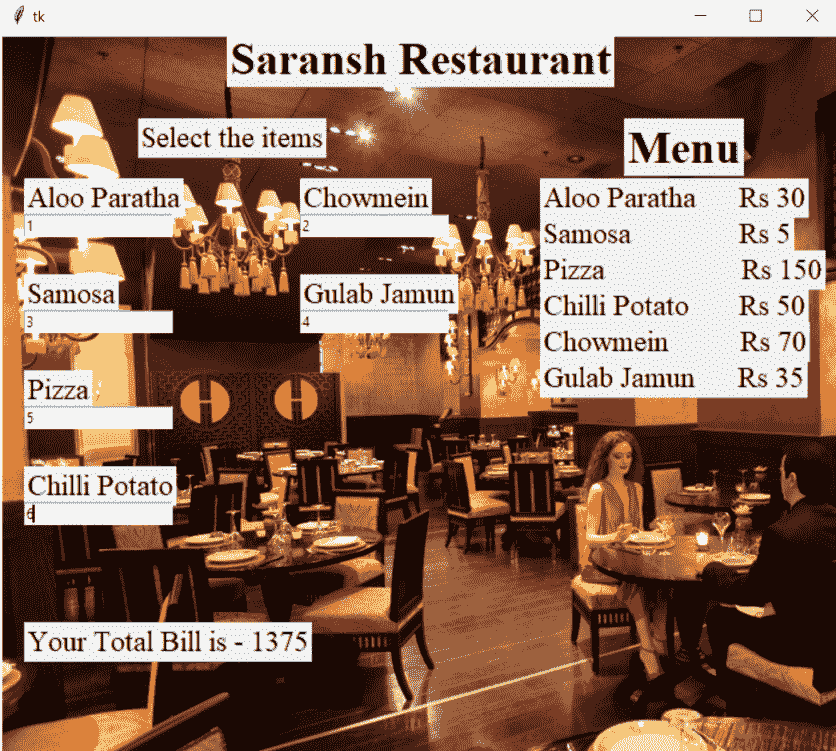 tk
Saransh Restaurant
Select the items
Aloo Paratha
1
Chowmein
2
Samosa
3
Gulab Jamun
4
Pizza
5
Chilli Potato
6
Your Total Bill is - 1375
Menu
Aloo Paratha Rs 30
Samosa Rs 5
Pizza Rs 150
Chilli Potato Rs 50
Chowmein Rs 70
Gulab Jamun Rs 35